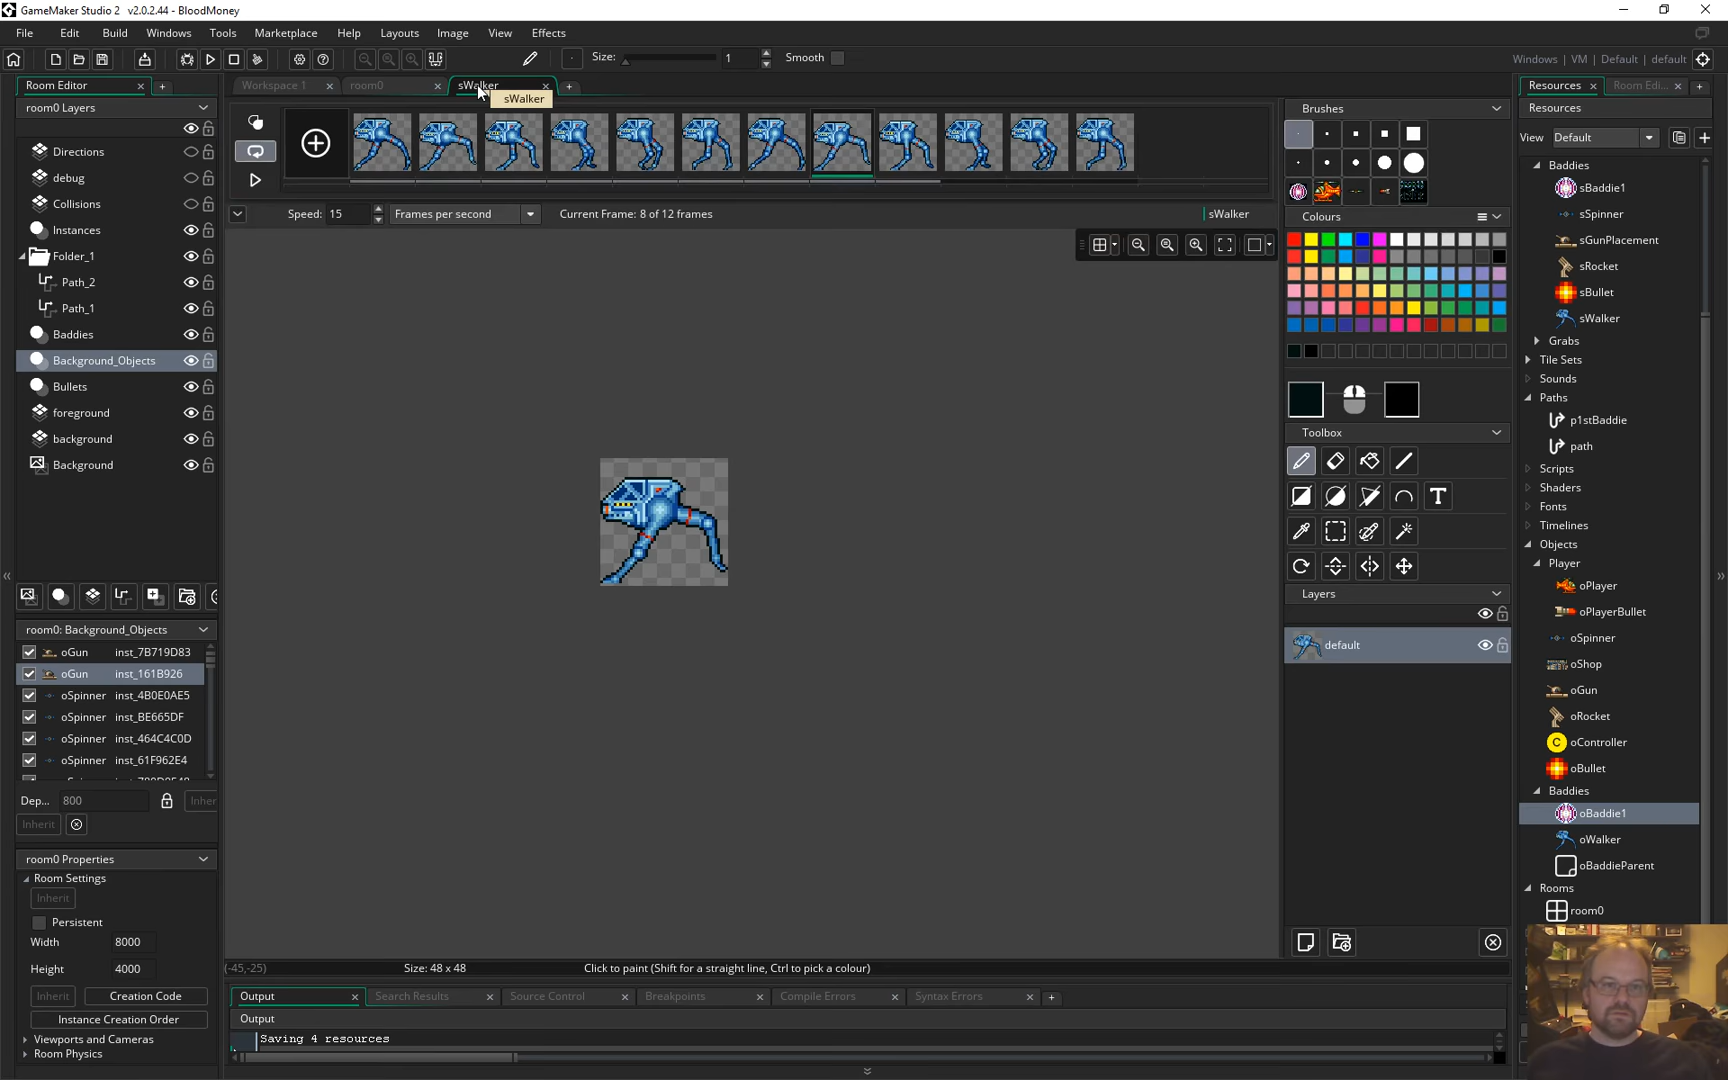 GameMaker Studio 2 v2.0.2.44 - BloodMoney
File Edit Build Windows Tools Marketplace Help Layouts Image View Effects
Size: 1 Smooth
Windows | VM | Default | default
Room Editor
Workspace 1
room0
sWalker
sWalker
Resources
Room Edi...
room0 Layers
Directions
debug
Collisions
Instances
Folder_1
Path_2
Path_1
Baddies
Background_Objects
Bullets
foreground
background
Background
room0: Background_Objects
oGun inst_7B719D83
oGun inst_161B926
oSpinner inst_4B0E0AE5
oSpinner inst_BE665DF
oSpinner inst_464C4C0D
oSpinner inst_61F962E4
Dep... 800
Inher
Inherit
room0 Properties
Room Settings
Inherit
Persistent
Width 8000
Height 4000
Inherit
Creation Code
Instance Creation Order
Viewports and Cameras
Room Physics
Speed: 15 Frames per second Current Frame: 8 of 12 frames sWalker
(-45,-25) Size: 48 x 48 Click to paint (Shift for a straight line, Ctrl to pick a colour)
Output Search Results Source Control Breakpoints Compile Errors Syntax Errors
Output
Saving 4 resources
Brushes
Colours
Toolbox
T
Layers
default
Resources
View Default
Baddies
sBaddie1
sSpinner
sGunPlacement
sRocket
sBullet
sWalker
Grabs
Tile Sets
Sounds
Paths
p1stBaddie
path
Scripts
Shaders
Fonts
Timelines
Objects
Player
oPlayer
oPlayerBullet
oSpinner
oShop
oGun
oRocket
C oController
oBullet
Baddies
oBaddie1
oWalker
oBaddieParent
Rooms
room0